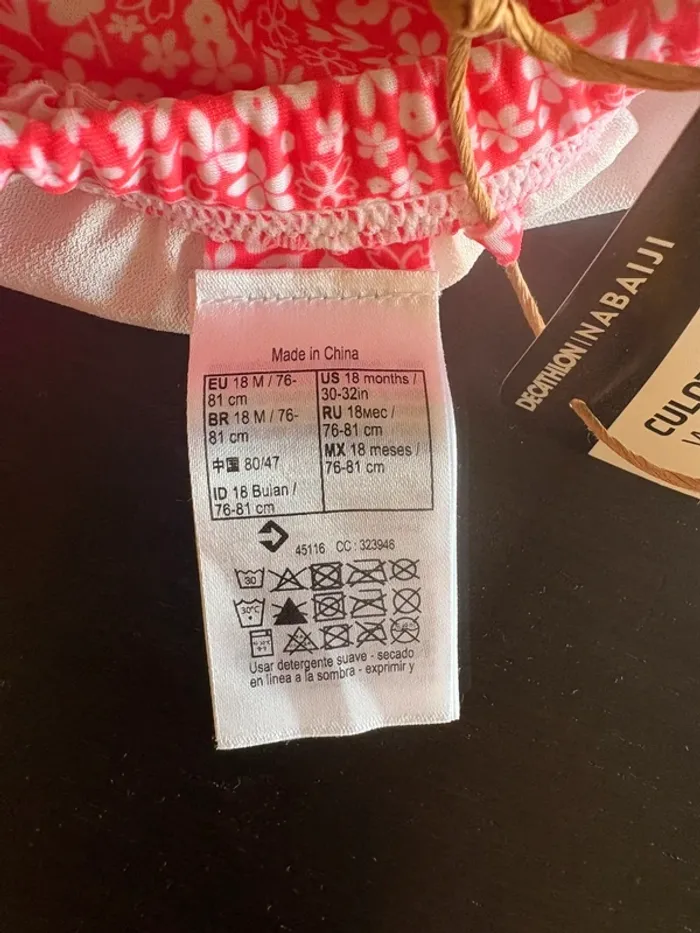 DECATHLON | NABAIJI
Made in China
EU 18 M / 76-
81 cm
BR 18 M / 76-
81 cm
中国 80/47
ID 18 Bulan /
76-81 cm
US 18 months /
30-32in
RU 18мес /
76-81 cm
MX 18 meses /
76-81 cm
45116 CC : 323946
30
30°C
Usar detergente suave - secado
en linea a la sombra - exprimir y